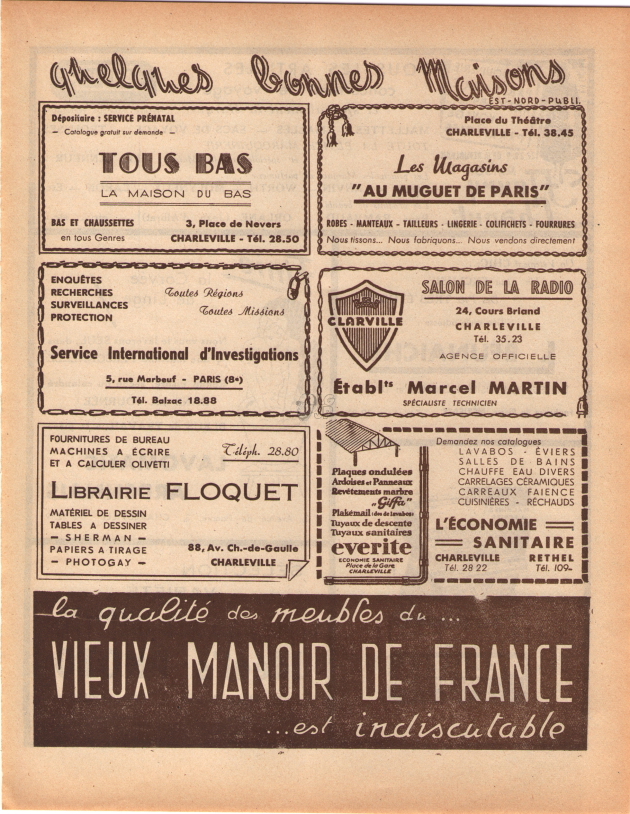 Quelques bonnes Maisons
EST-NORD-PUBLI.
Dépositaire : SERVICE PRÉNATAL
— Catalogue gratuit sur demande —
TOUS BAS
LA MAISON DU BAS
BAS ET CHAUSSETTES
en tous Genres
3, Place de Nevers
CHARLEVILLE - Tél. 28.50
Place du Théâtre
CHARLEVILLE - Tél. 38.45
Les Magasins
"AU MUGUET DE PARIS"
ROBES - MANTEAUX - TAILLEURS - LINGERIE - COLIFICHETS - FOURRURES
Nous tissons... Nous fabriquons... Nous vendons directement
ENQUÊTES
RECHERCHES
SURVEILLANCES
PROTECTION
Toutes Régions
Toutes Missions
Service International d'Investigations
5, rue Marbeuf - PARIS (8e)
Tél. Balzac 18.88
CLARVILLE
SALON DE LA RADIO
24, Cours Briand
CHARLEVILLE
Tél. 35.23
AGENCE OFFICIELLE
Établts Marcel MARTIN
SPÉCIALISTE TECHNICIEN
FOURNITURES DE BUREAU
MACHINES A ÉCRIRE
ET A CALCULER OLIVETTI
Téléph. 28.80
LIBRAIRIE FLOQUET
MATÉRIEL DE DESSIN
TABLES A DESSINER
— SHERMAN —
PAPIERS A TIRAGE
— PHOTOGAY —
88, Av. Ch.-de-Gaulle
CHARLEVILLE
Plaques ondulées
Ardoises et Panneaux
Revêtements marbre
"Giffa"
Plakémail (dos de lavabos)
Tuyaux de descente
Tuyaux sanitaires
everite
ECONOMIE SANITAIRE
Place de la Gare
CHARLEVILLE
Demandez nos catalogues
LAVABOS - ÉVIERS
SALLES DE BAINS
CHAUFFE EAU DIVERS
CARRELAGES CÉRAMIQUES
CARREAUX FAIENCE
CUISINIÈRES - RÉCHAUDS
L'ÉCONOMIE
SANITAIRE
CHARLEVILLE
Tél. 28 22
RETHEL
Tél. 109-
la qualité des meubles du ...
VIEUX MANOIR DE FRANCE
...est indiscutable